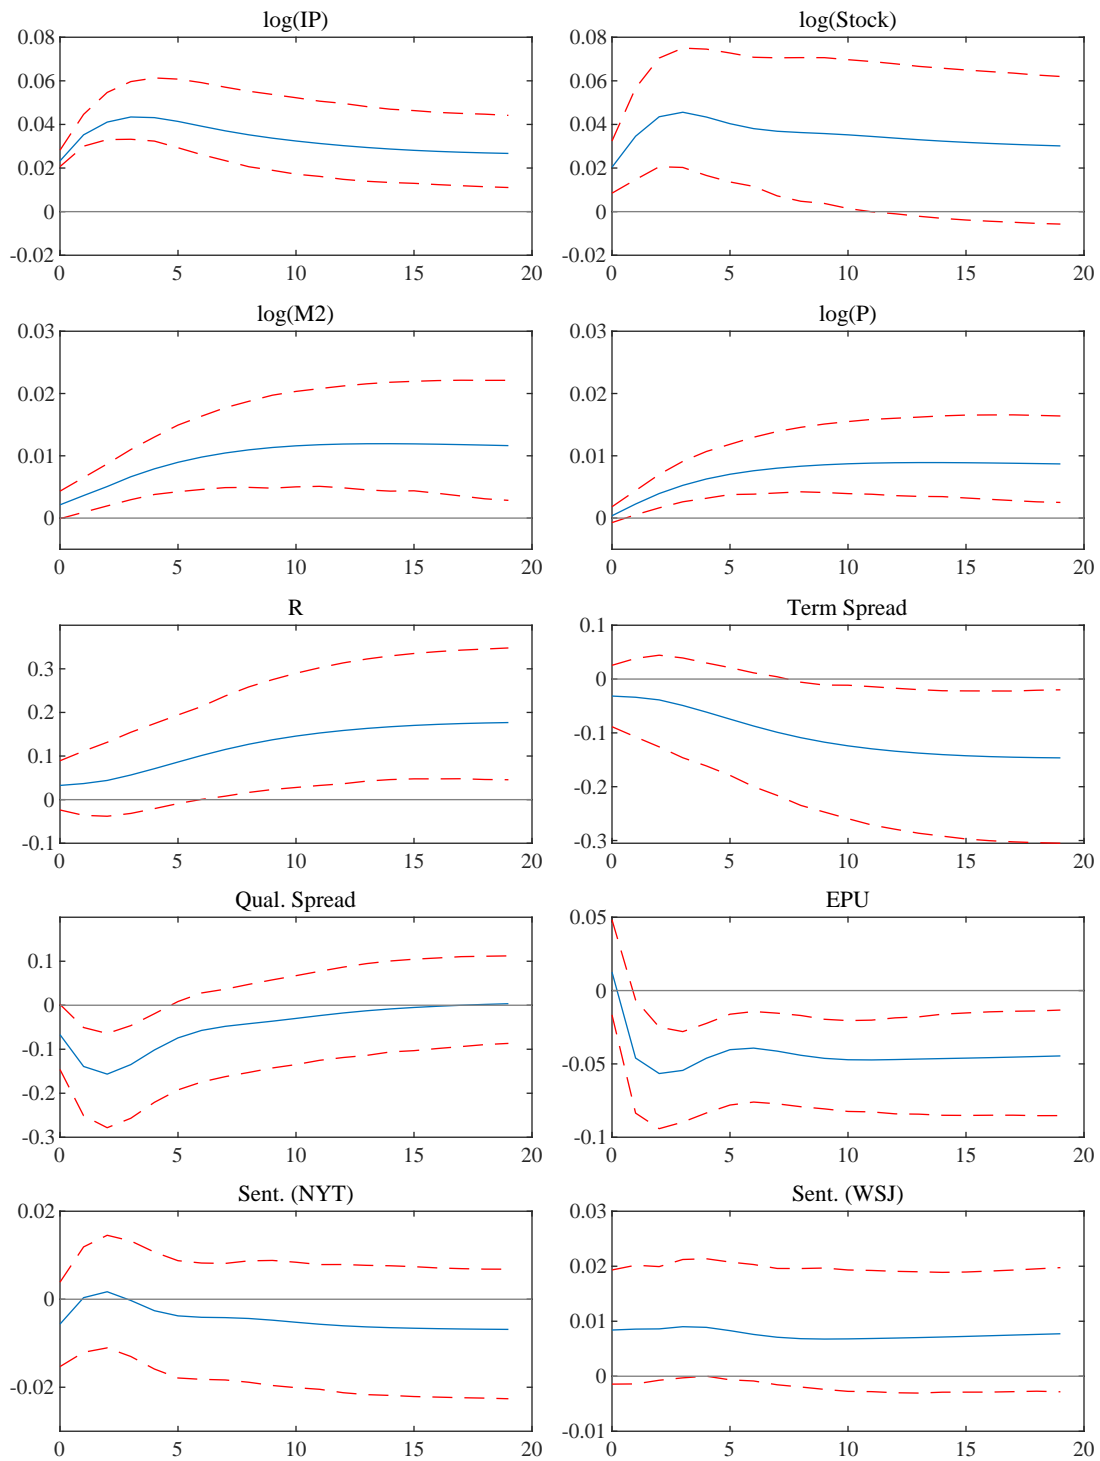 log(IP)
0.08
0.06
0.04
0.02
0
-0.02
0 5 10 15 20
log(Stock)
0.08
0.06
0.04
0.02
0
-0.02
0 5 10 15 20
log(M2)
0.03
0.02
0.01
0
0 5 10 15 20
log(P)
0.03
0.02
0.01
0
0 5 10 15 20
R
0.3
0.2
0.1
0
-0.1
0 5 10 15 20
Term Spread
0.1
0
-0.1
-0.2
-0.3
0 5 10 15 20
Qual. Spread
0.1
0
-0.1
-0.2
-0.3
0 5 10 15 20
EPU
0.05
0
-0.05
-0.1
0 5 10 15 20
Sent. (NYT)
0.02
0
-0.02
0 5 10 15 20
Sent. (WSJ)
0.03
0.02
0.01
0
-0.01
0 5 10 15 20